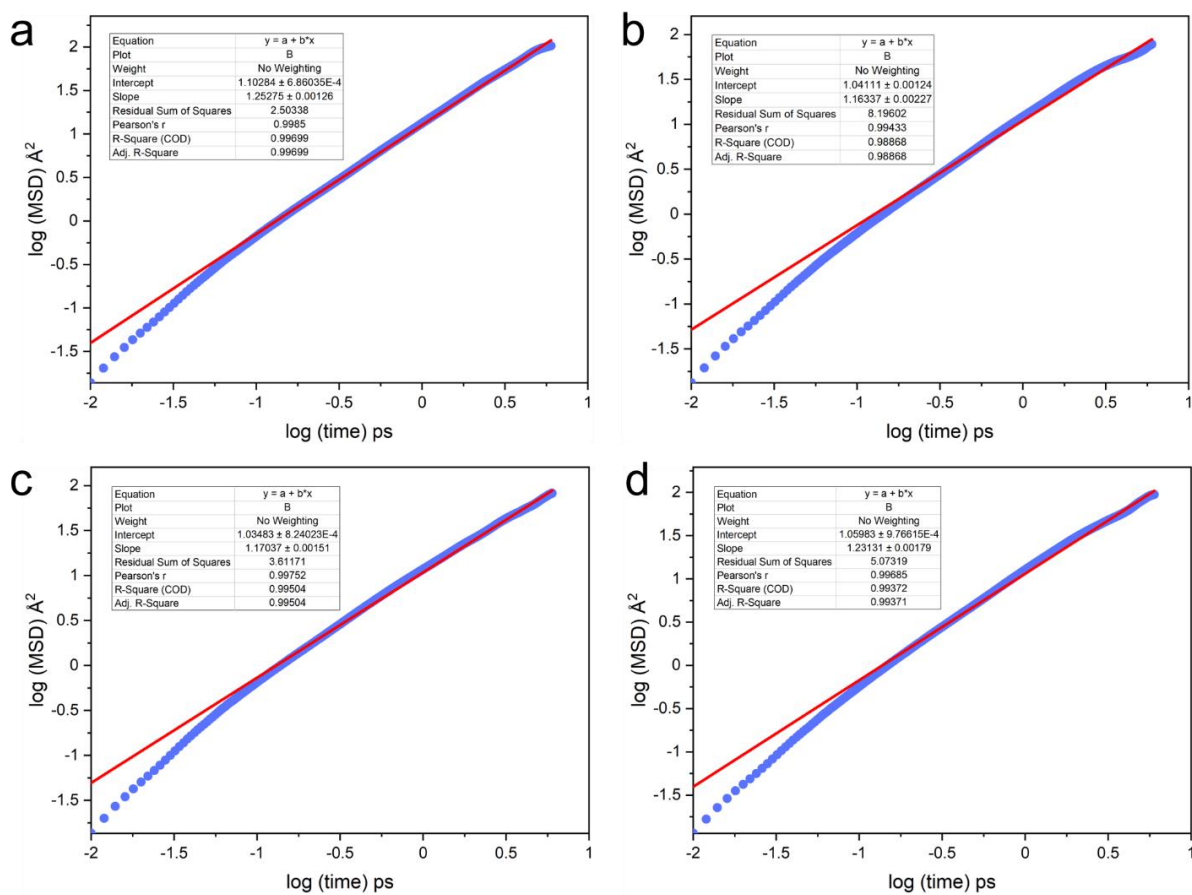 a
Equation y = a + b*x
Plot B
Weight No Weighting
Intercept 1.10284 ± 6.86035E-4
Slope 1.25275 ± 0.00126
Residual Sum of Squares 2.50338
Pearson's r 0.9985
R-Square (COD) 0.99699
Adj. R-Square 0.99699
log (MSD) Å²
2
1.5
1
0.5
0
-0.5
-1
-1.5
-2 -1.5 -1 -0.5 0 0.5 1
log (time) ps
b
Equation y = a + b*x
Plot B
Weight No Weighting
Intercept 1.04111 ± 0.00124
Slope 1.16337 ± 0.00227
Residual Sum of Squares 8.19602
Pearson's r 0.99433
R-Square (COD) 0.98868
Adj. R-Square 0.98868
log (MSD) Å²
2
1.5
1
0.5
0
-0.5
-1
-1.5
-2 -1.5 -1 -0.5 0 0.5 1
log (time) ps
c
Equation y = a + b*x
Plot B
Weight No Weighting
Intercept 1.03483 ± 8.24023E-4
Slope 1.17037 ± 0.00151
Residual Sum of Squares 3.61171
Pearson's r 0.99752
R-Square (COD) 0.99504
Adj. R-Square 0.99504
log (MSD) Å²
2
1.5
1
0.5
0
-0.5
-1
-1.5
-2 -1.5 -1 -0.5 0 0.5 1
log (time) ps
d
Equation y = a + b*x
Plot B
Weight No Weighting
Intercept 1.05983 ± 9.76615E-4
Slope 1.23131 ± 0.00179
Residual Sum of Squares 5.07319
Pearson's r 0.99685
R-Square (COD) 0.99372
Adj. R-Square 0.99371
log (MSD) Å²
2
1.5
1
0.5
0
-0.5
-1
-1.5
-2 -1.5 -1 -0.5 0 0.5 1
log (time) ps